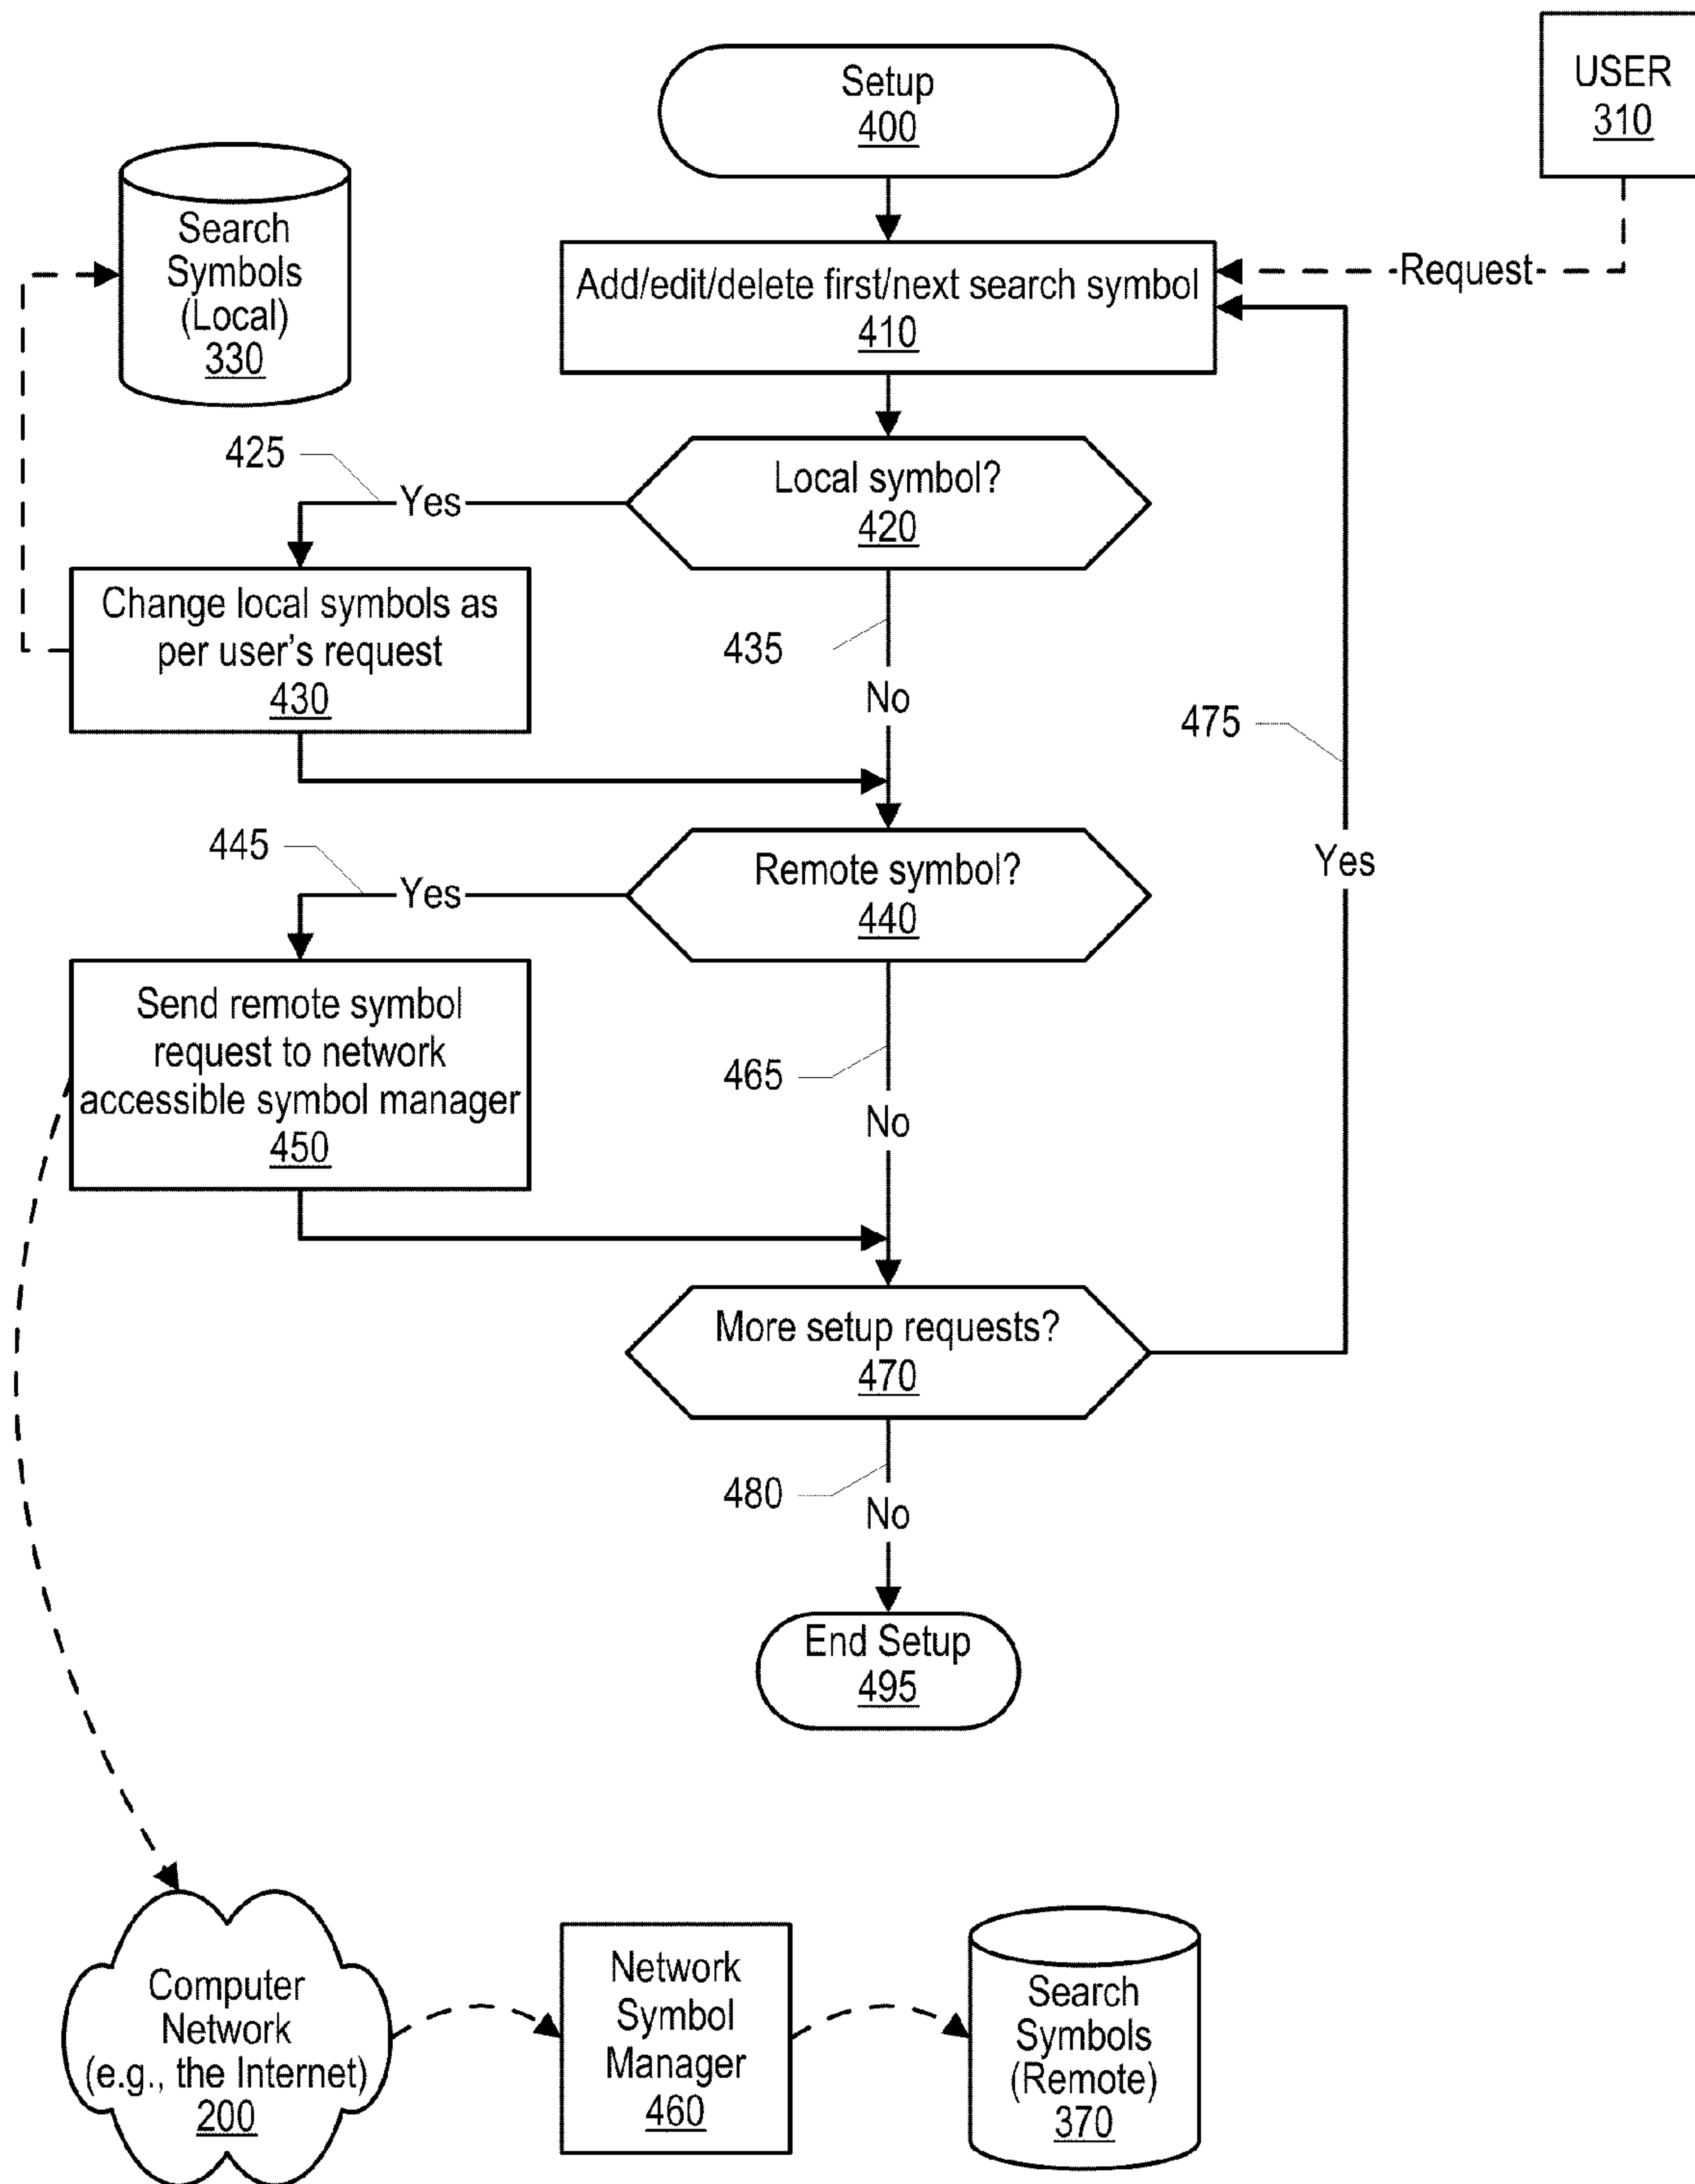 Setup
400
USER
310
Search
Symbols
(Local)
330
Add/edit/delete first/next search symbol
410
Request
425
Yes
Local symbol?
420
Change local symbols as
per user's request
430
435
No
475
Yes
445
Yes
Remote symbol?
440
Send remote symbol
request to network
accessible symbol manager
450
465
No
More setup requests?
470
480
No
End Setup
495
Computer
Network
(e.g., the Internet)
200
Network
Symbol
Manager
460
Search
Symbols
(Remote)
370